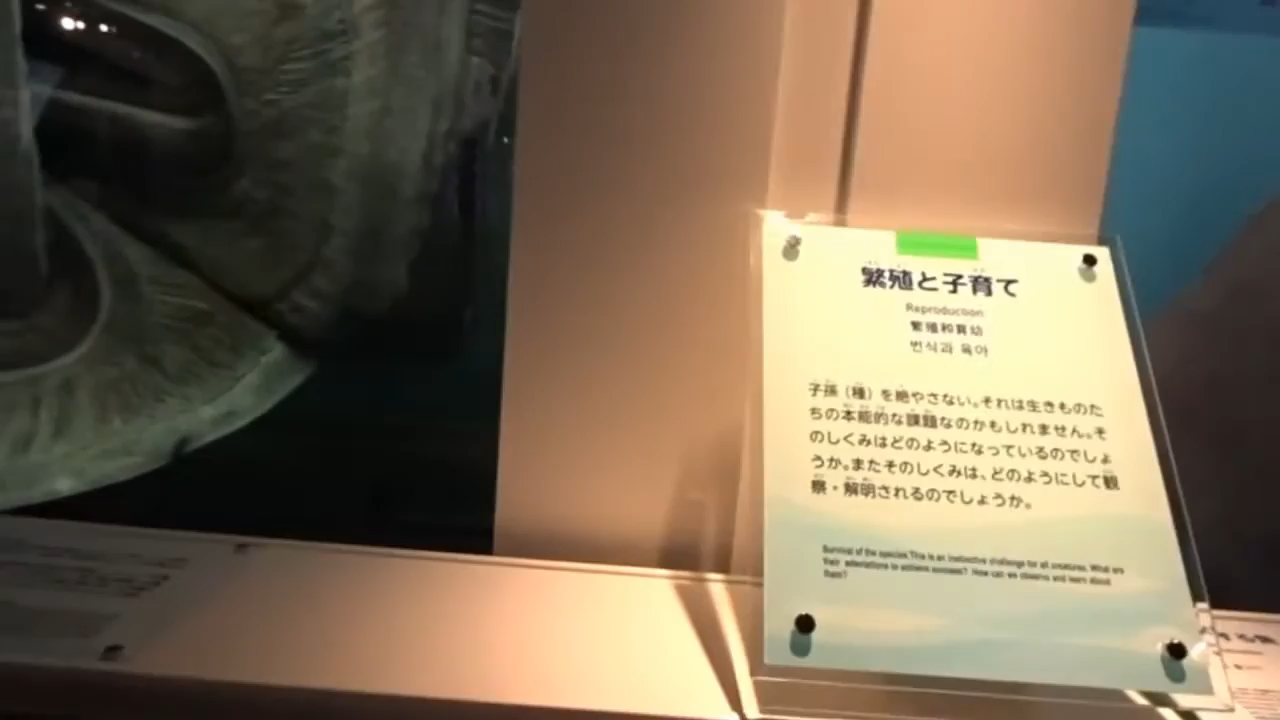 繁殖と子育て
Reproduction
繁殖和育幼
번식과 육아
子孫(種)を絶やさない。それは生きものた
ちの本能的な課題なのかもしれません。そ
のしくみはどのようになっているのでしょ
うか。またそのしくみは、どのようにして観
察・解明されるのでしょうか。
Survival of the species.This is an instinctive challenge for all creatures. What are
their adaptations to achieve success? How can we observe and learn about
them?